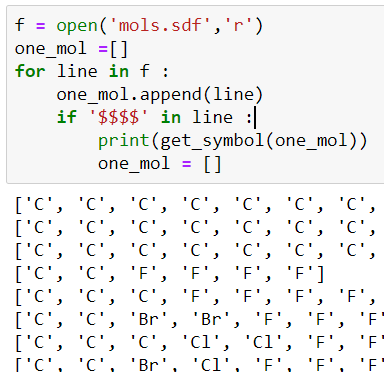 f = open('mols.sdf','r')
one_mol =[]
for line in f :
    one_mol.append(line)
    if '$$$$' in line :
        print(get_symbol(one_mol))
        one_mol = []
['C', 'C', 'C', 'C', 'C', 'C', 'C',
['C', 'C', 'C', 'C', 'C', 'C', 'C',
['C', 'C', 'C', 'C', 'C', 'C', 'C',
['C', 'C', 'F', 'F', 'F', 'F']
['C', 'C', 'C', 'F', 'F', 'F', 'F',
['C', 'C', 'Br', 'Br', 'F', 'F', 'F'
['C', 'C', 'C', 'Cl', 'Cl', 'F', 'F'
['C', 'C', 'Br', 'Cl', 'F', 'F', 'F'